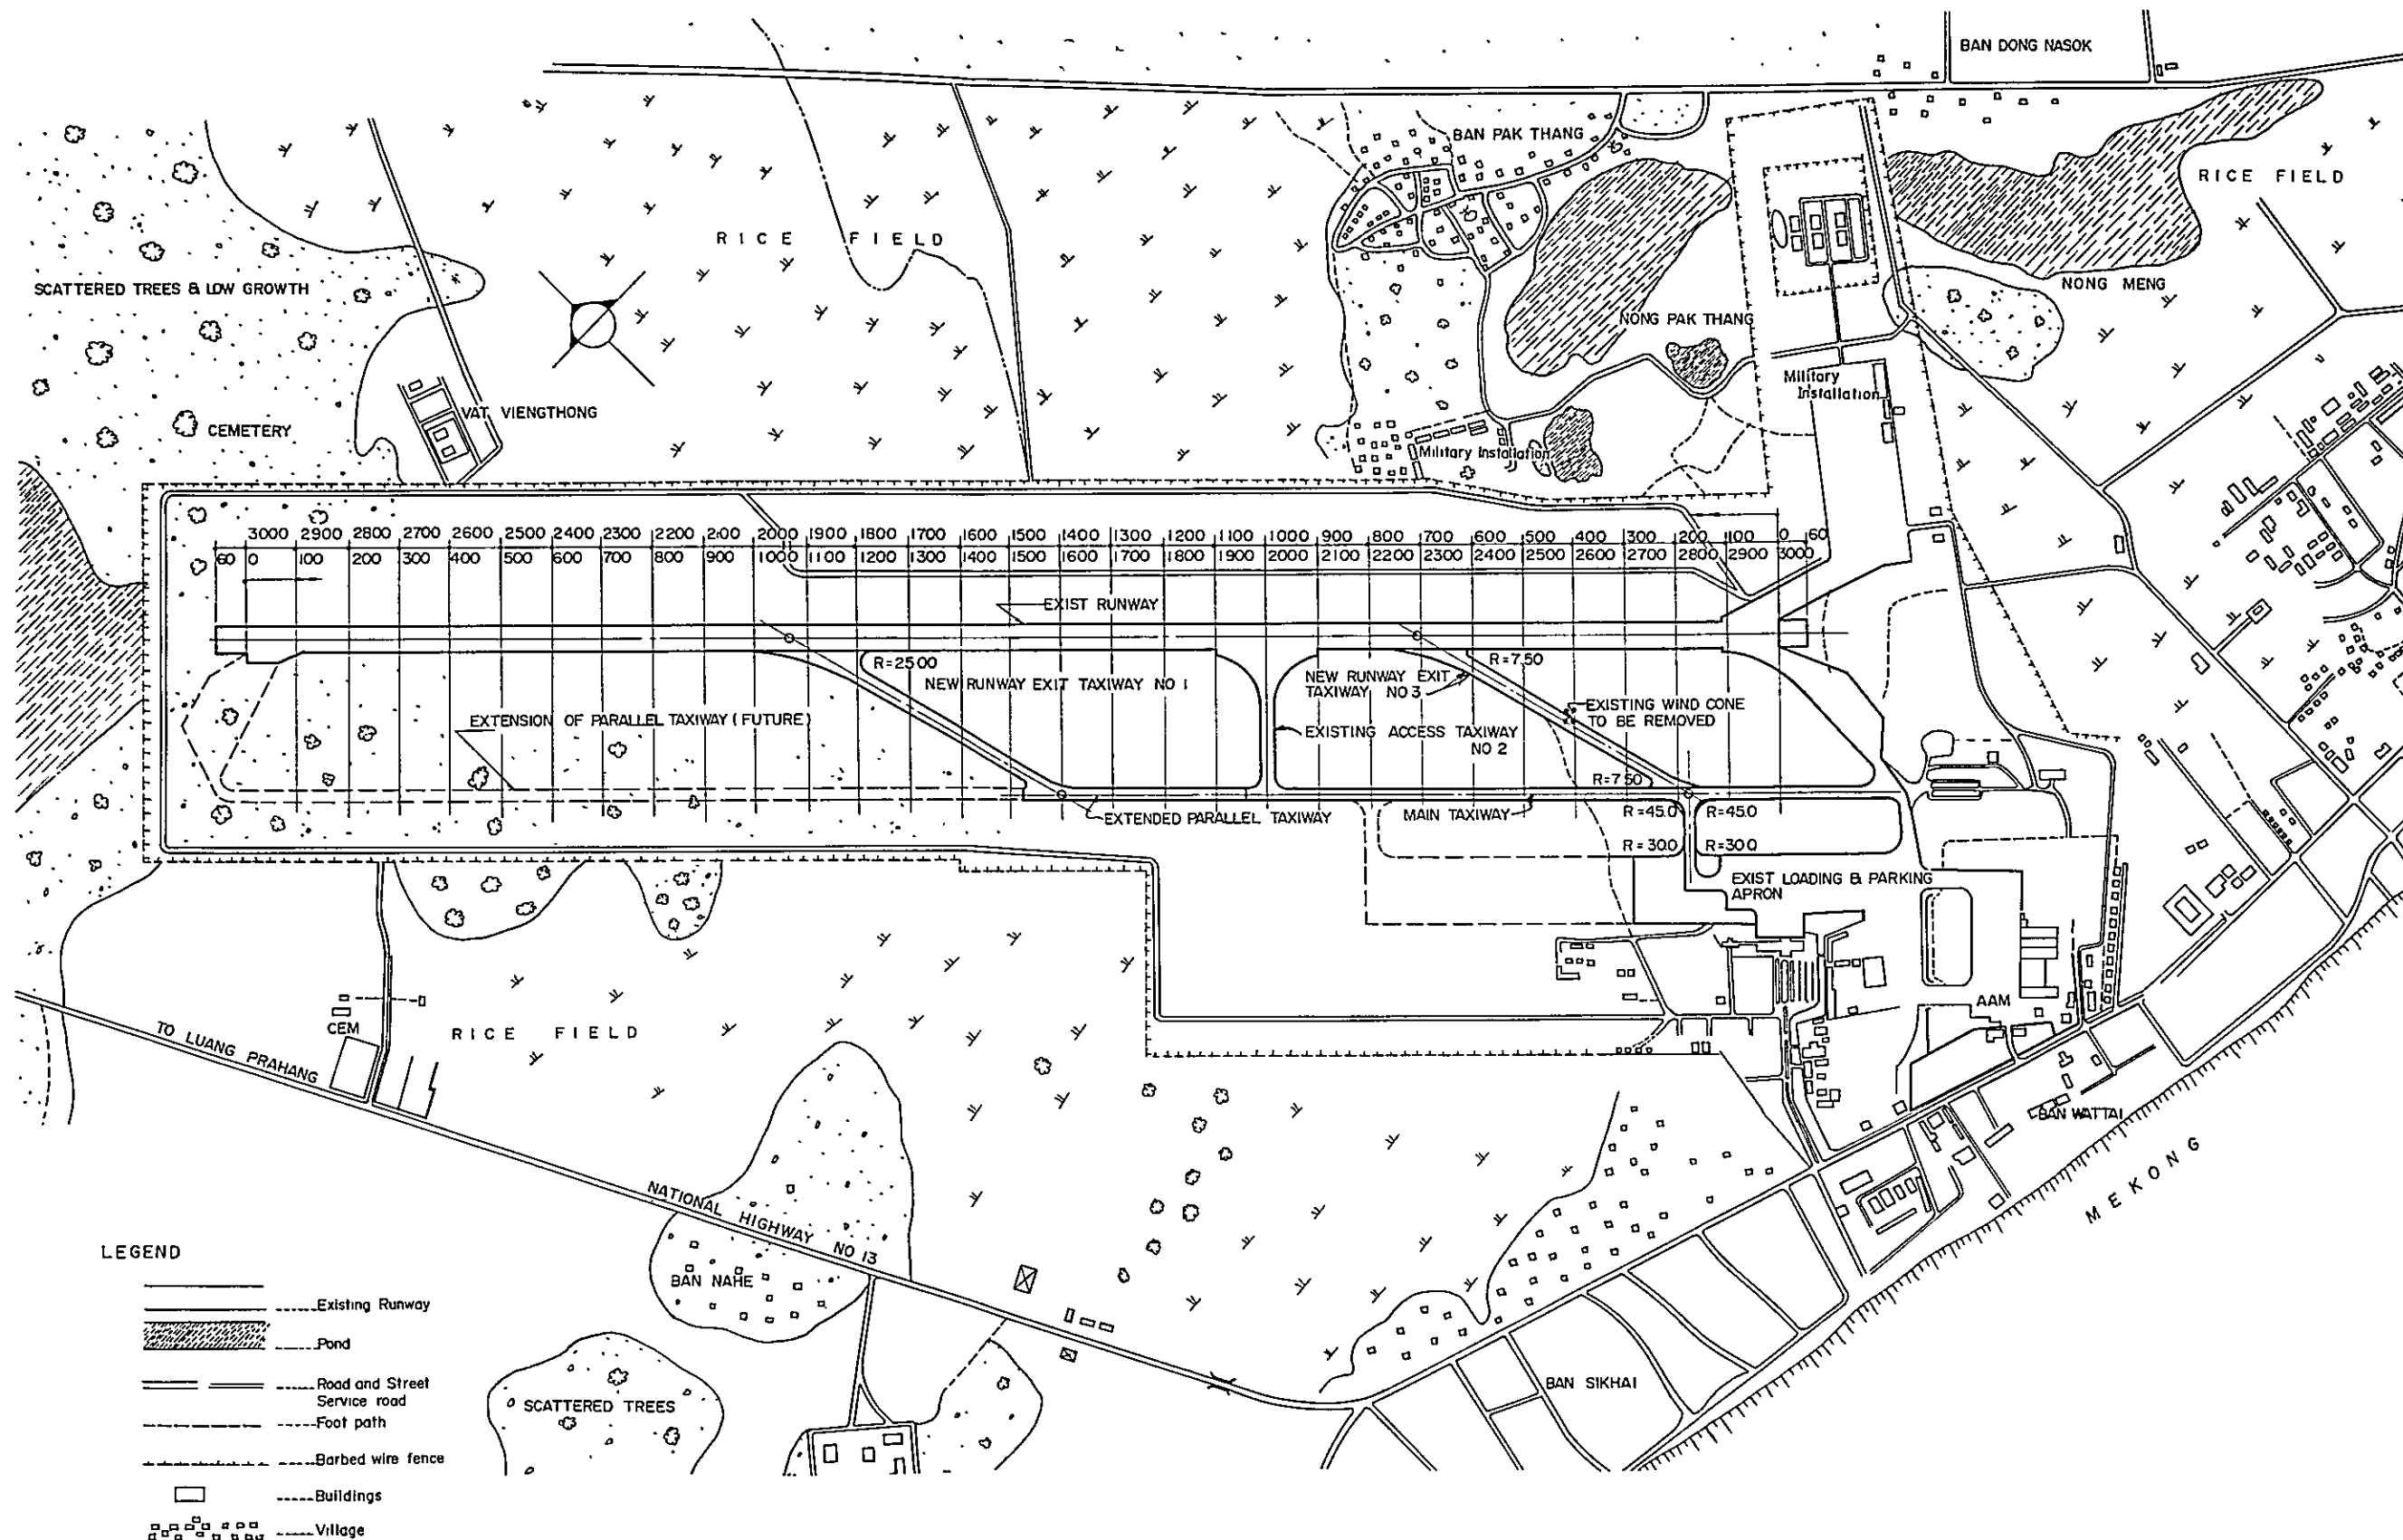 BAN DONG NASOK
BAN PAK THANG
RICE FIELD
RICE FIELD
SCATTERED TREES & LOW GROWTH
NONG MENG
NONG PAK THANG
Military
Installation
VAT VIENGTHONG
CEMETERY
Military Installation
3000 2900 2800 2700 2600 2500 2400 2300 2200 2100 2000 1900 1800 1700 1600 1500 1400 1300 1200 1100 1000 900 800 700 600 500 400 300 200 100 0 60
60 0 100 200 300 400 500 600 700 800 900 1000 1100 1200 1300 1400 1500 1600 1700 1800 1900 2000 2100 2200 2300 2400 2500 2600 2700 2800 2900 3000
EXIST RUNWAY
R=25.00
R=7.50
NEW RUNWAY EXIT TAXIWAY NO 1
NEW RUNWAY EXIT
TAXIWAY NO 3
EXISTING WIND CONE
TO BE REMOVED
EXTENSION OF PARALLEL TAXIWAY (FUTURE)
EXISTING ACCESS TAXIWAY
NO 2
R=7.50
EXTENDED PARALLEL TAXIWAY
MAIN TAXIWAY
R=45.0
R=45.0
R=30.0
R=30.0
EXIST LOADING & PARKING
APRON
AAM
CEM
RICE FIELD
TO LUANG PRAHANG
BAN WATTAI
MEKONG
NATIONAL HIGHWAY NO 13
BAN NAHE
BAN SIKHAI
SCATTERED TREES
LEGEND
Existing Runway
Pond
Road and Street
Service road
Foot path
Barbed wire fence
Buildings
Village